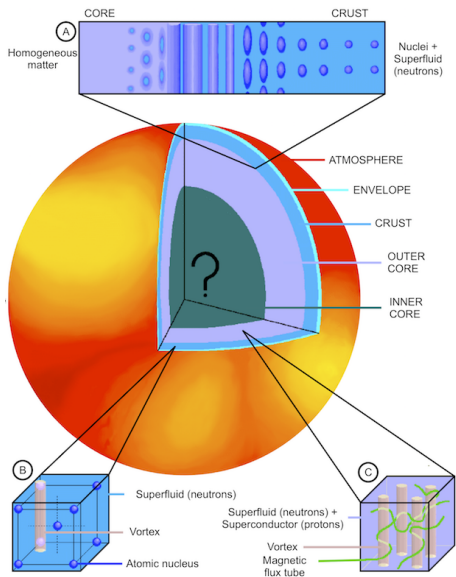 CORE
CRUST
A
Homogeneous
matter
Nuclei +
Superfluid
(neutrons)
ATMOSPHERE
ENVELOPE
CRUST
OUTER
CORE
INNER
CORE
?
B
Superfluid (neutrons)
Vortex
Atomic nucleus
C
Superfluid (neutrons) +
Superconductor (protons)
Vortex
Magnetic
flux tube